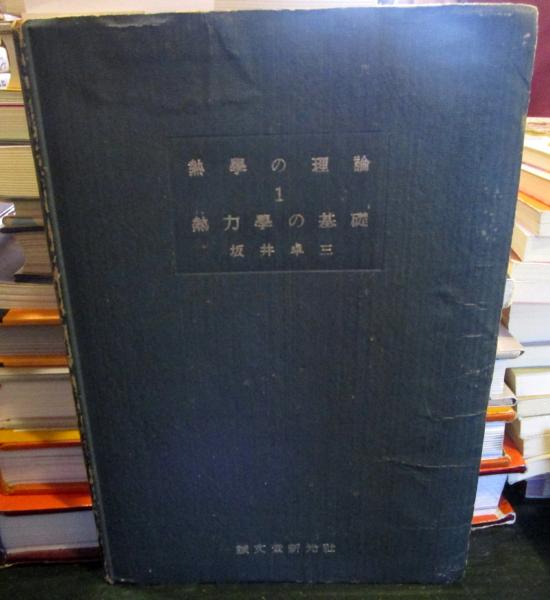 熱學の理論
1
熱力學の基礎
坂井卓三
誠文堂新光社